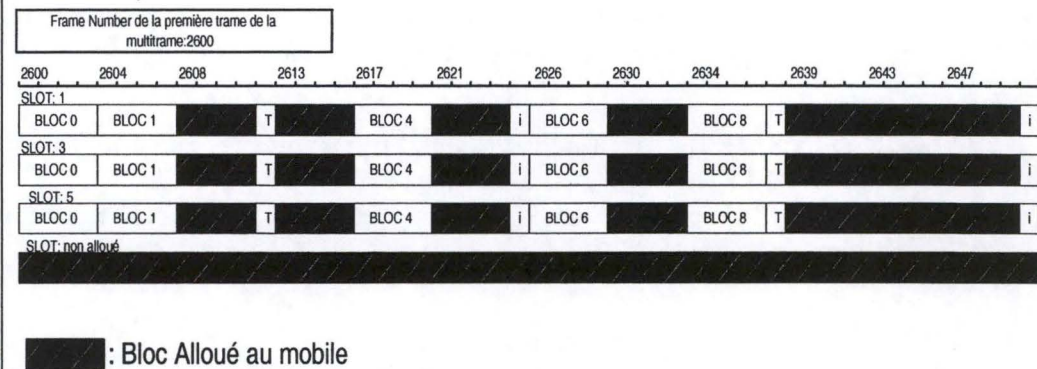 Frame Number de la première trame de la
multitrame:2600
2600 2604 2608 2613 2617 2621 2626 2630 2634 2639 2643 2647
SLOT: 1
BLOC 0 BLOC 1 T BLOC 4 i BLOC 6 BLOC 8 T i
SLOT: 3
BLOC 0 BLOC 1 T BLOC 4 i BLOC 6 BLOC 8 T i
SLOT: 5
BLOC 0 BLOC 1 T BLOC 4 i BLOC 6 BLOC 8 T i
SLOT: non alloué
: Bloc Alloué au mobile